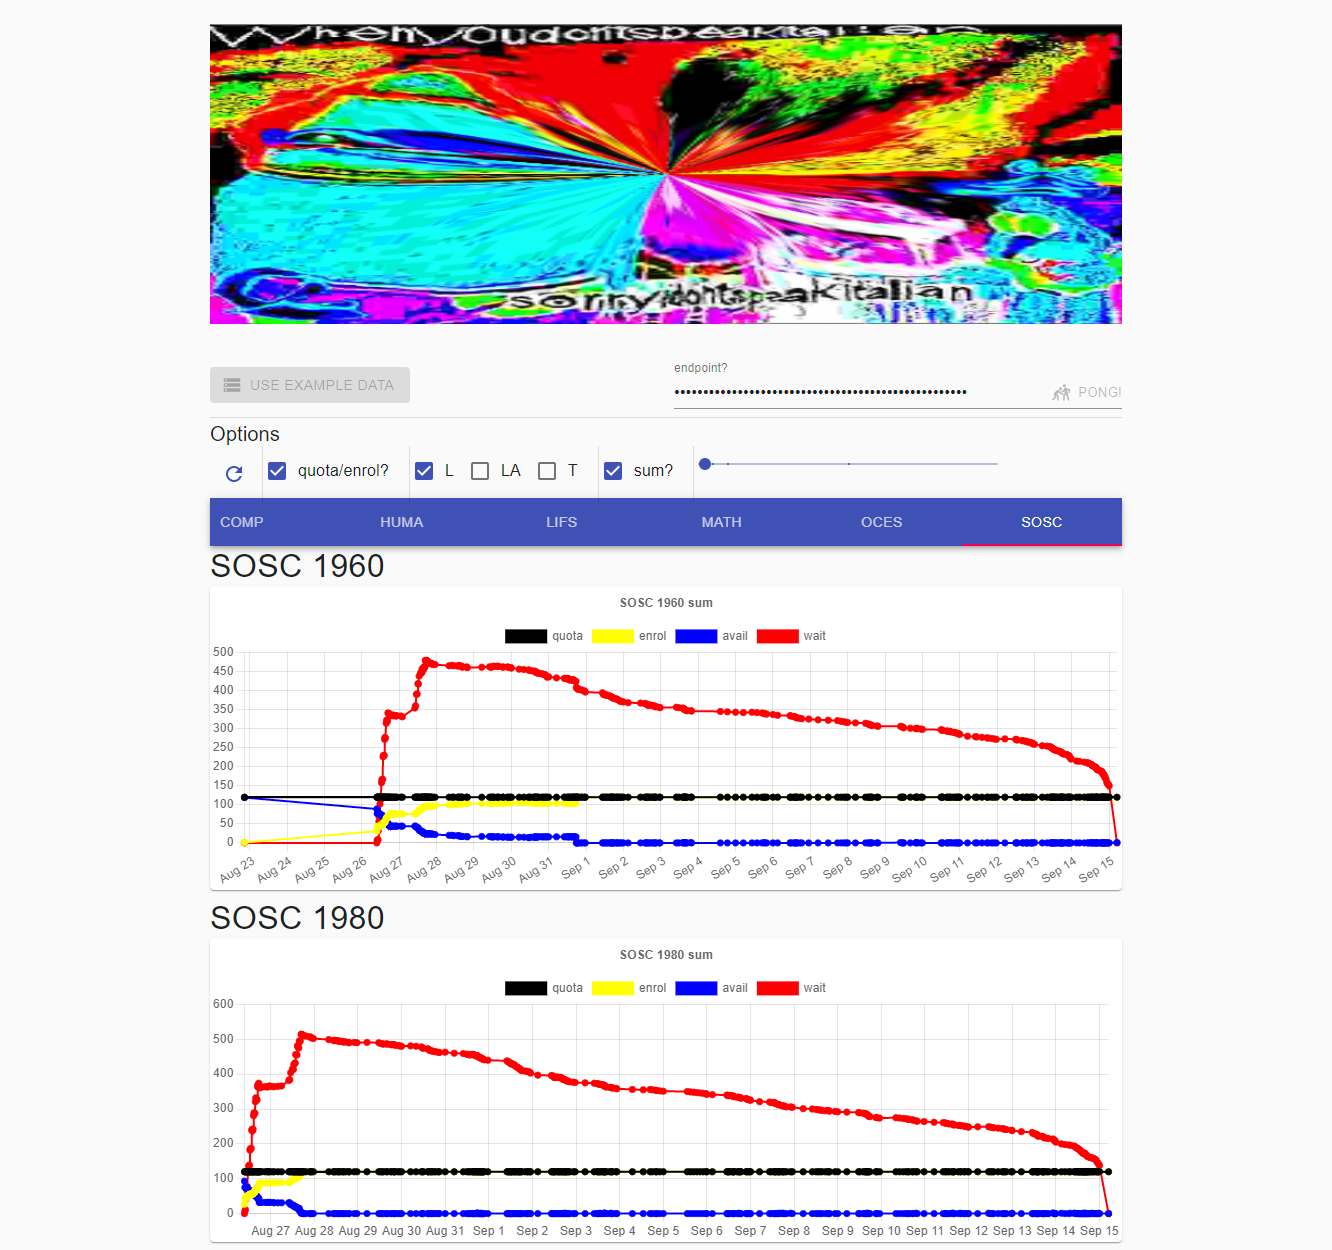 Whenyoudontspeakitalian
sorryidontspeakitalian
endpoint?
USE EXAMPLE DATA
••••••••••••••••••••••••••••••••••••••••••••••••••
PONG!
Options
quota/enrol? L LA T sum?
COMP HUMA LIFS MATH OCES SOSC
SOSC 1960
SOSC 1960 sum
quota enrol avail wait
500
450
400
350
300
250
200
150
100
50
0
Aug 23 Aug 24 Aug 25 Aug 26 Aug 27 Aug 28 Aug 29 Aug 30 Aug 31 Sep 1 Sep 2 Sep 3 Sep 4 Sep 5 Sep 6 Sep 7 Sep 8 Sep 9 Sep 10 Sep 11 Sep 12 Sep 13 Sep 14 Sep 15
SOSC 1980
SOSC 1980 sum
quota enrol avail wait
600
500
400
300
200
100
0
Aug 27 Aug 28 Aug 29 Aug 30 Aug 31 Sep 1 Sep 2 Sep 3 Sep 4 Sep 5 Sep 6 Sep 7 Sep 8 Sep 9 Sep 10 Sep 11 Sep 12 Sep 13 Sep 14 Sep 15